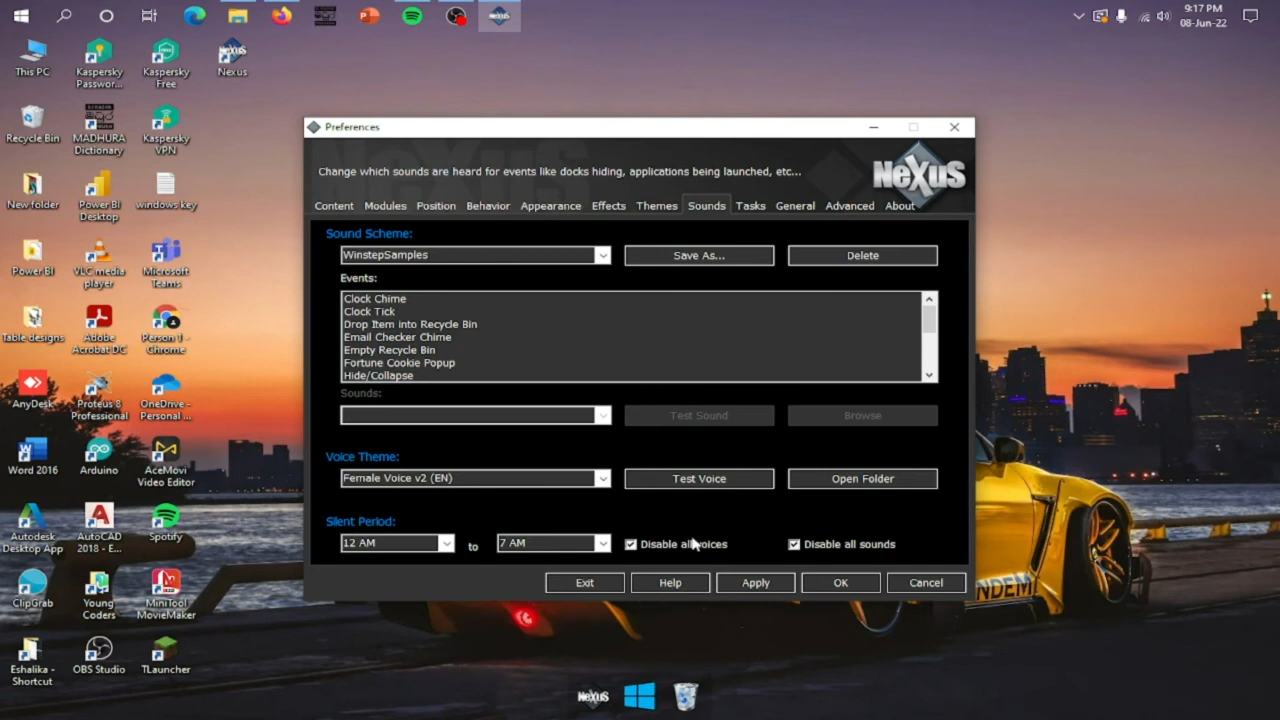 9:17 PM
08-Jun-22
This PC
Kaspersky
Passwor...
Kaspersky
Free
Nexus
Recycle Bin
MADHURA
Dictionary
Kaspersky
VPN
New folder
Power BI
Desktop
windows key
Power BI
VLC media
player
Microsoft
Teams
Table designs
Adobe
Acrobat DC
Person 1 -
Chrome
AnyDesk
Proteus 8
Professional
OneDrive -
Personal ...
Word 2016
Arduino
AceMovi
Video Editor
Autodesk
Desktop App
AutoCAD
2018 - E...
Spotify
ClipGrab
Young
Coders
MiniTool
MovieMaker
Eshalika -
Shortcut
OBS Studio
TLauncher
Preferences
Change which sounds are heard for events like docks hiding, applications being launched, etc...
NeXuS
Content Modules Position Behavior Appearance Effects Themes Sounds Tasks General Advanced About
Sound Scheme:
WinstepSamples Save As... Delete
Events:
Clock Chime
Clock Tick
Drop Item into Recycle Bin
Email Checker Chime
Empty Recycle Bin
Fortune Cookie Popup
Hide/Collapse
Sounds:
Test Sound Browse
Voice Theme:
Female Voice v2 (EN) Test Voice Open Folder
Silent Period:
12 AM to 7 AM Disable all voices Disable all sounds
Exit Help Apply OK Cancel
NeXuS